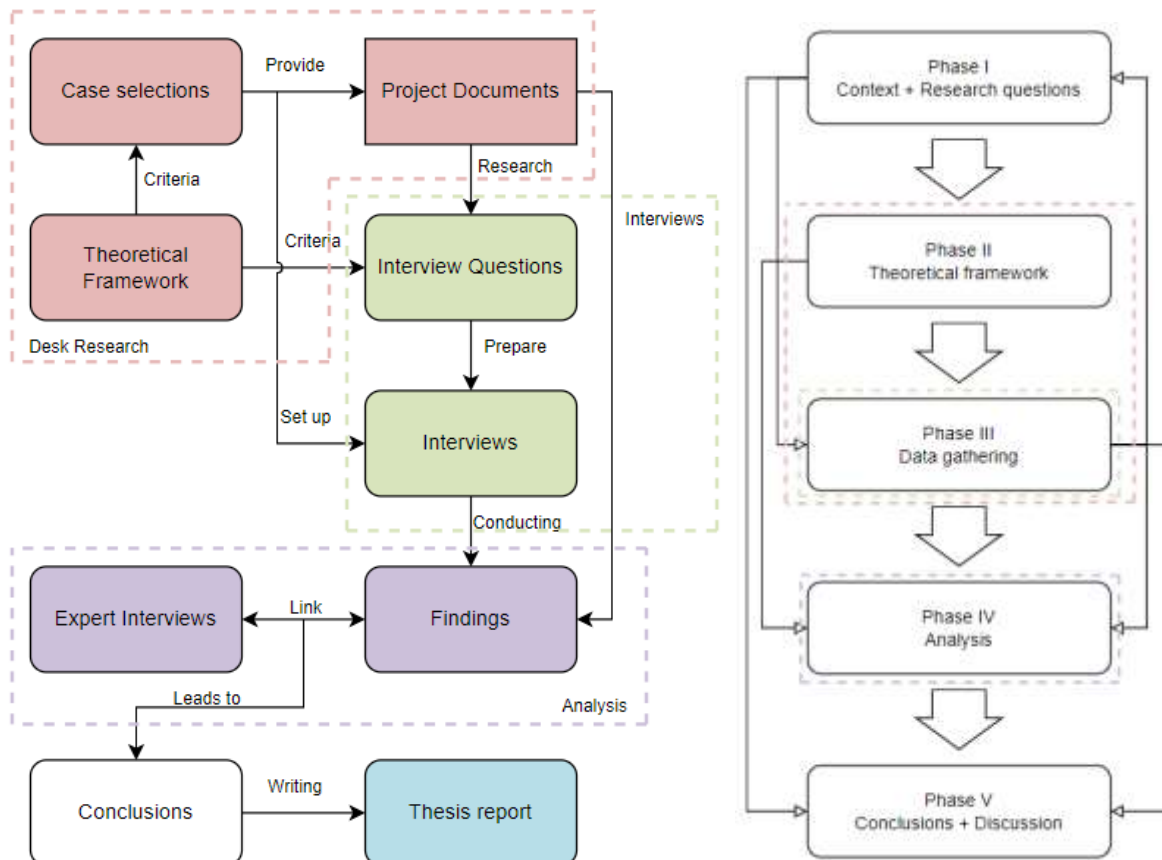 Case selections
Provide
Project Documents
Criteria
Research
Theoretical
Framework
Criteria
Interview Questions
Interviews
Desk Research
Prepare
Set up
Interviews
Conducting
Expert Interviews
Link
Findings
Leads to
Analysis
Conclusions
Writing
Thesis report
Phase I
Context + Research questions
Phase II
Theoretical framework
Phase III
Data gathering
Phase IV
Analysis
Phase V
Conclusions + Discussion